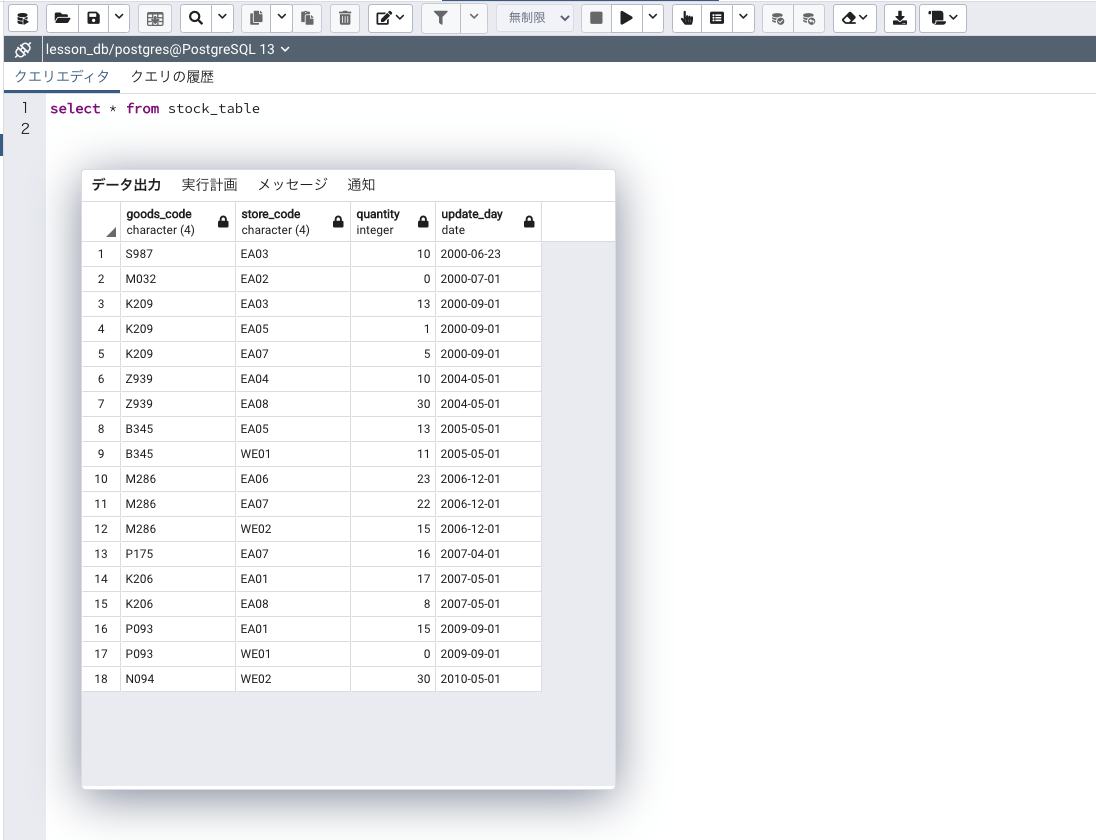 無制限
lesson_db/postgres@PostgreSQL 13
クエリエディタ クエリの履歴
1 select * from stock_table
2
データ出力 実行計画 メッセージ 通知
goods_code store_code quantity update_day
character (4) character (4) integer date
1 S987 EA03 10 2000-06-23
2 M032 EA02 0 2000-07-01
3 K209 EA03 13 2000-09-01
4 K209 EA05 1 2000-09-01
5 K209 EA07 5 2000-09-01
6 Z939 EA04 10 2004-05-01
7 Z939 EA08 30 2004-05-01
8 B345 EA05 13 2005-05-01
9 B345 WE01 11 2005-05-01
10 M286 EA06 23 2006-12-01
11 M286 EA07 22 2006-12-01
12 M286 WE02 15 2006-12-01
13 P175 EA07 16 2007-04-01
14 K206 EA01 17 2007-05-01
15 K206 EA08 8 2007-05-01
16 P093 EA01 15 2009-09-01
17 P093 WE01 0 2009-09-01
18 N094 WE02 30 2010-05-01